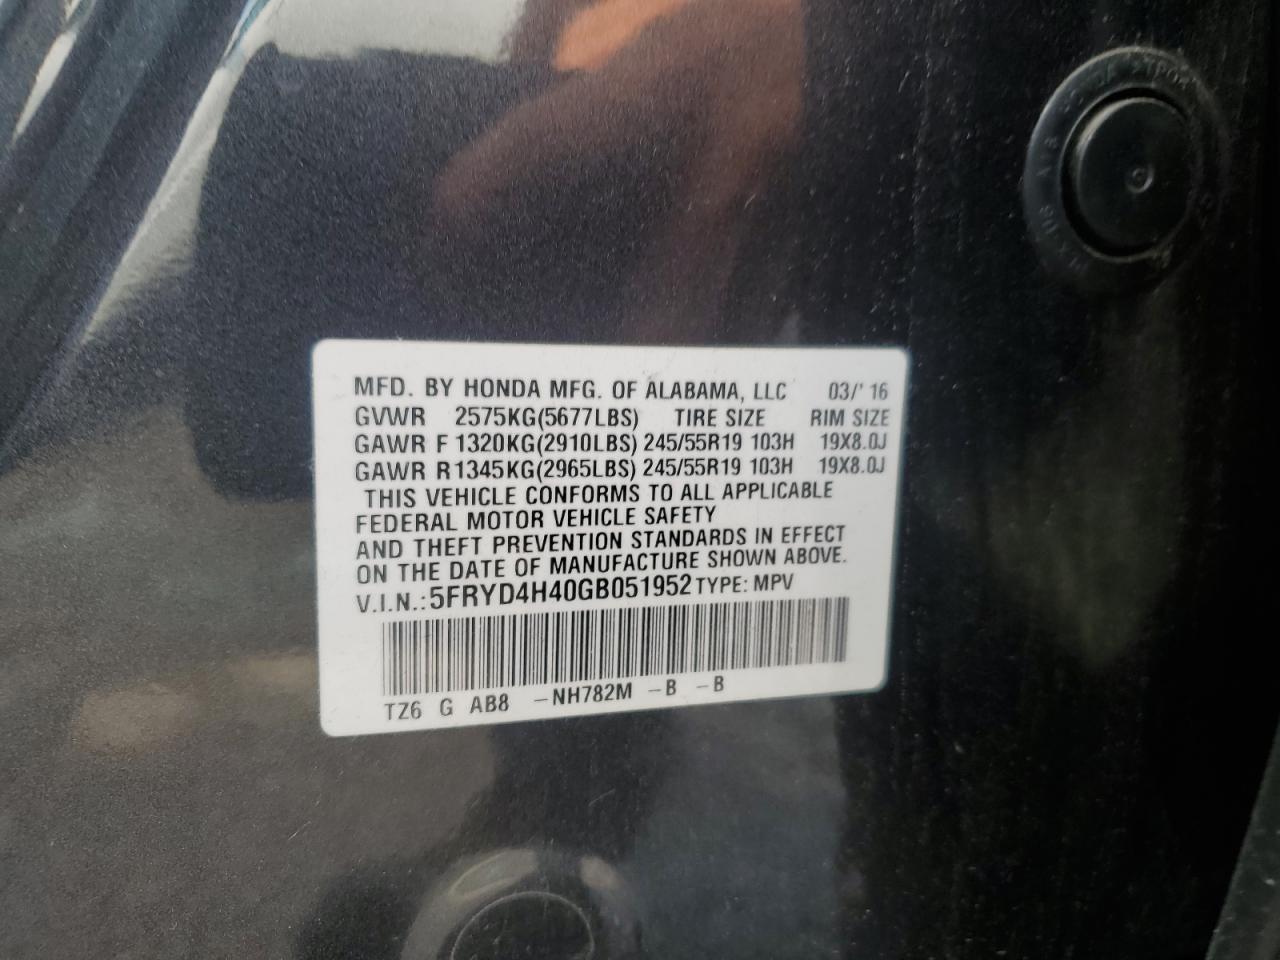 MFD. BY HONDA MFG. OF ALABAMA, LLC 03/'16
GVWR 2575KG(5677LBS) TIRE SIZE RIM SIZE
GAWR F 1320KG(2910LBS) 245/55R19 103H 19X8.0J
GAWR R 1345KG(2965LBS) 245/55R19 103H 19X8.0J
THIS VEHICLE CONFORMS TO ALL APPLICABLE
FEDERAL MOTOR VEHICLE SAFETY
AND THEFT PREVENTION STANDARDS IN EFFECT
ON THE DATE OF MANUFACTURE SHOWN ABOVE.
V.I.N.: 5FRYD4H40GB051952 TYPE: MPV
TZ6 G AB8 -NH782M -B -B